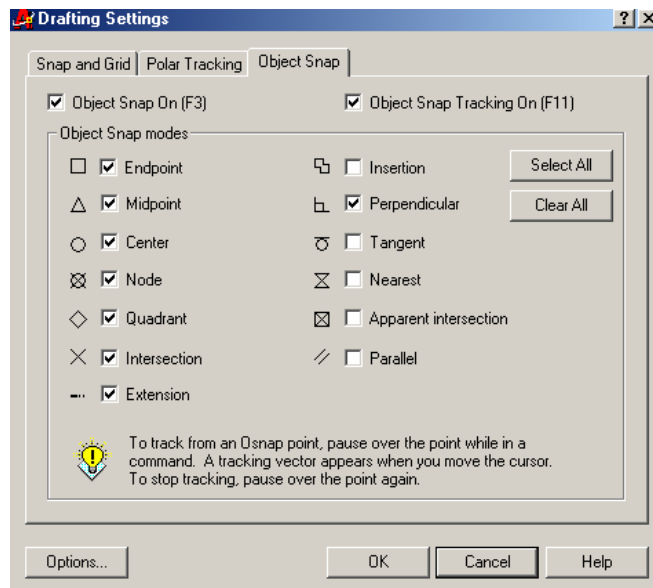 Drafting Settings
Snap and Grid Polar Tracking Object Snap
Object Snap On (F3) Object Snap Tracking On (F11)
Object Snap modes
Endpoint Insertion Select All
Midpoint Perpendicular Clear All
Center Tangent
Node Nearest
Quadrant Apparent intersection
Intersection Parallel
Extension
To track from an Osnap point, pause over the point while in a
command. A tracking vector appears when you move the cursor.
To stop tracking, pause over the point again.
Options... OK Cancel Help